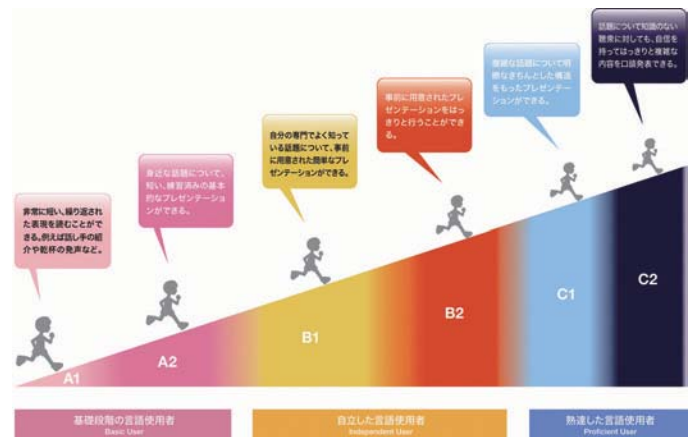 非常に短い、繰り返され
た表現を読むことがで
きる。例えば話し手の紹
介や乾杯の発声など。
身近な話題について、
短い、練習済みの基本
的なプレゼンテーショ
ンができる。
自分の専門でよく知って
いる話題について、事前
に用意された簡単なプレ
ゼンテーションができる。
事前に用意されたプレ
ゼンテーションをはっ
きりと行うことができ
る。
複雑な話題について明
瞭なきちんとした構造
をもったプレゼンテー
ションができる。
話題について知識のない
聴衆に対しても、自信を
持ってはっきりと複雑な
内容を口頭発表できる。
A1
A2
B1
B2
C1
C2
基礎段階の言語使用者
Basic User
自立した言語使用者
Independent User
熟達した言語使用者
Proficient User